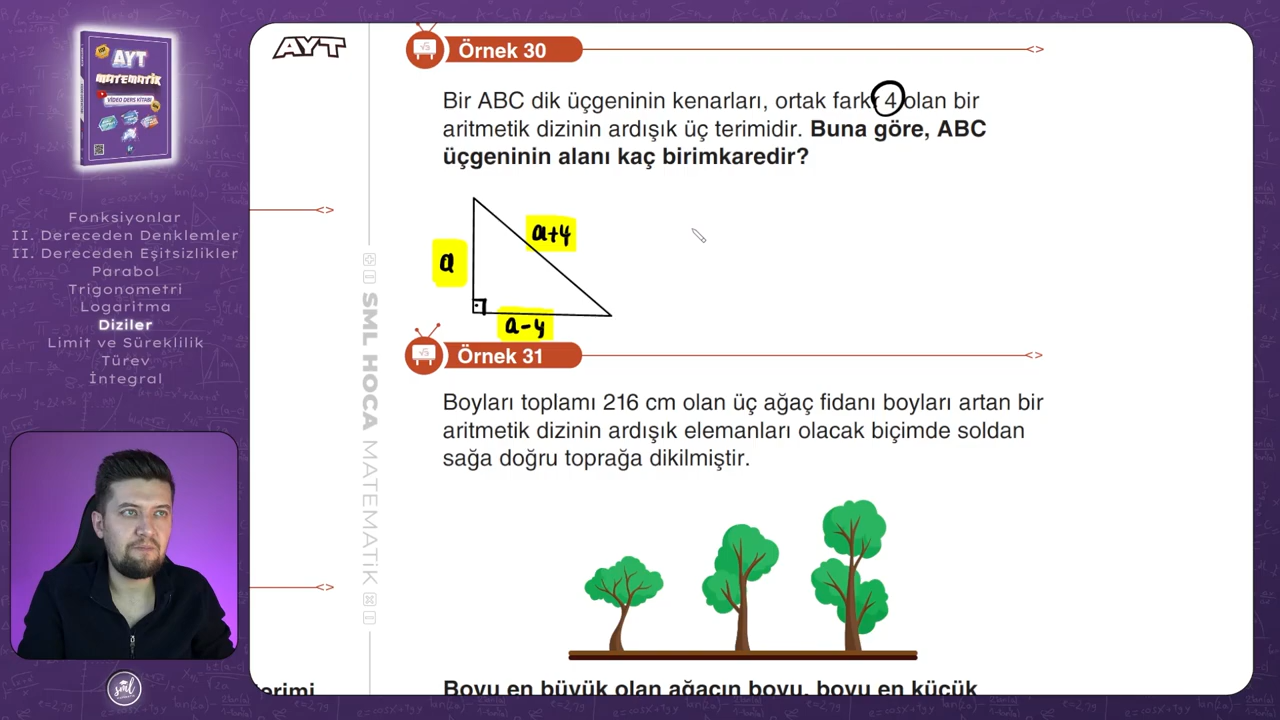 AYT
MATEMATİK
VİDEO DERS KİTABI
Fonksiyonlar
II. Dereceden Denklemler
II. Dereceden Eşitsizlikler
Parabol
Trigonometri
Logaritma
Diziler
Limit ve Süreklilik
Türev
İntegral
sml
AYT
SML HOCA MATEMATİK
Örnek 30
Bir ABC dik üçgeninin kenarları, ortak farkı 4 olan bir
aritmetik dizinin ardışık üç terimidir. Buna göre, ABC
üçgeninin alanı kaç birimkaredir?
a+4
a
a-4
Örnek 31
Boyları toplamı 216 cm olan üç ağaç fidanı boyları artan bir
aritmetik dizinin ardışık elemanları olacak biçimde soldan
sağa doğru toprağa dikilmiştir.
Boyu en büyük olan ağacın boyu, boyu en küçük